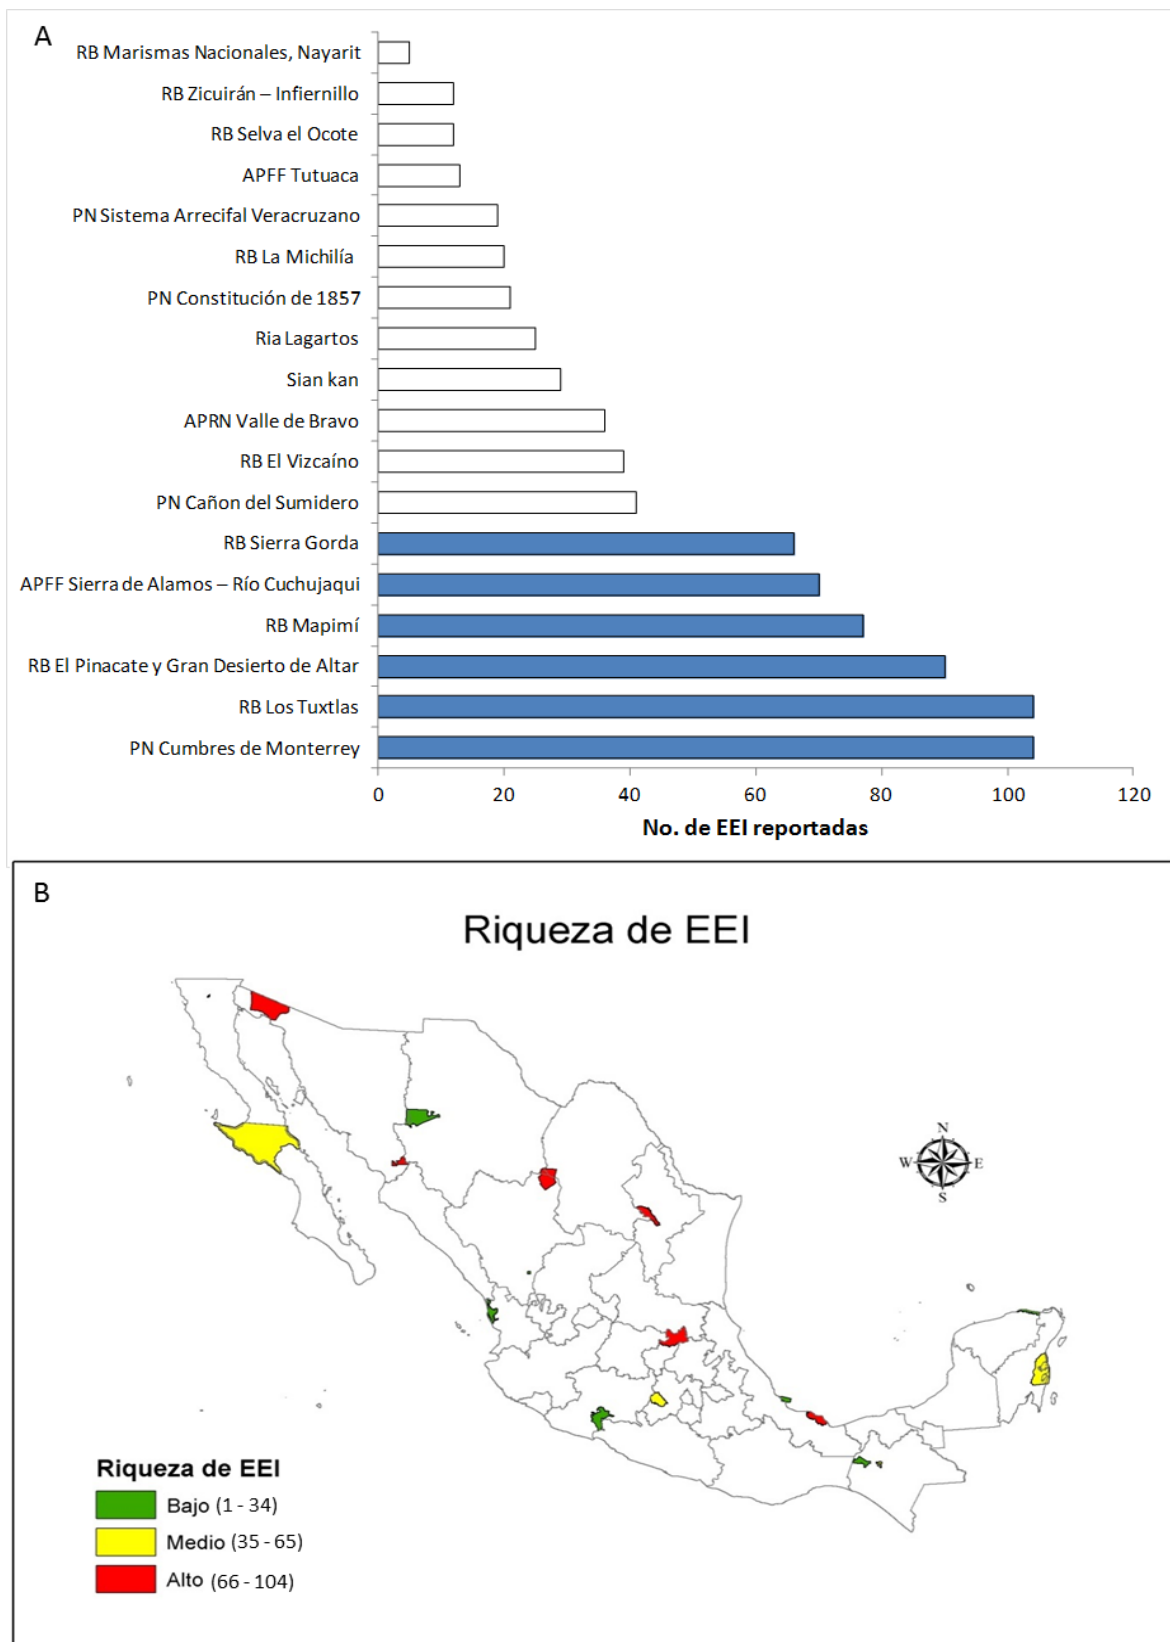 A
RB Marismas Nacionales, Nayarit
RB Zicuirán – Infiernillo
RB Selva el Ocote
APFF Tutuaca
PN Sistema Arrecifal Veracruzano
RB La Michilía
PN Constitución de 1857
Ria Lagartos
Sian kan
APRN Valle de Bravo
RB El Vizcaíno
PN Cañon del Sumidero
RB Sierra Gorda
APFF Sierra de Alamos – Río Cuchujaqui
RB Mapimí
RB El Pinacate y Gran Desierto de Altar
RB Los Tuxtlas
PN Cumbres de Monterrey
0 20 40 60 80 100 120
No. de EEI reportadas
B
Riqueza de EEI
N
W E
S
Riqueza de EEI
Bajo (1 - 34)
Medio (35 - 65)
Alto (66 - 104)